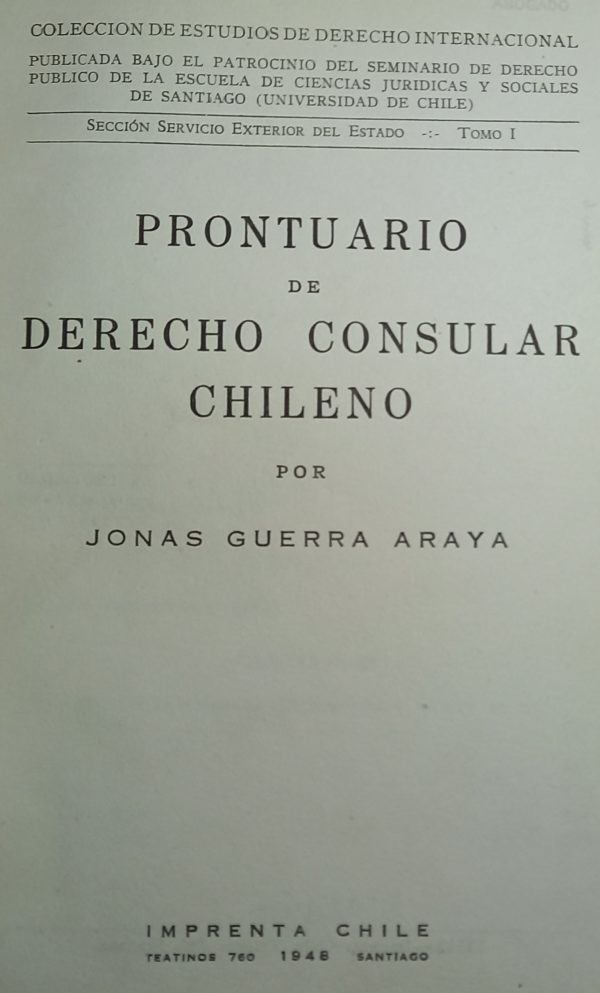 COLECCION DE ESTUDIOS DE DERECHO INTERNACIONAL
PUBLICADA BAJO EL PATROCINIO DEL SEMINARIO DE DERECHO
PUBLICO DE LA ESCUELA DE CIENCIAS JURIDICAS Y SOCIALES
DE SANTIAGO (UNIVERSIDAD DE CHILE)
SECCIÓN SERVICIO EXTERIOR DEL ESTADO -:- TOMO I
PRONTUARIO
DE
DERECHO CONSULAR
CHILENO
POR
JONAS GUERRA ARAYA
IMPRENTA CHILE
TEATINOS 760 1948 SANTIAGO